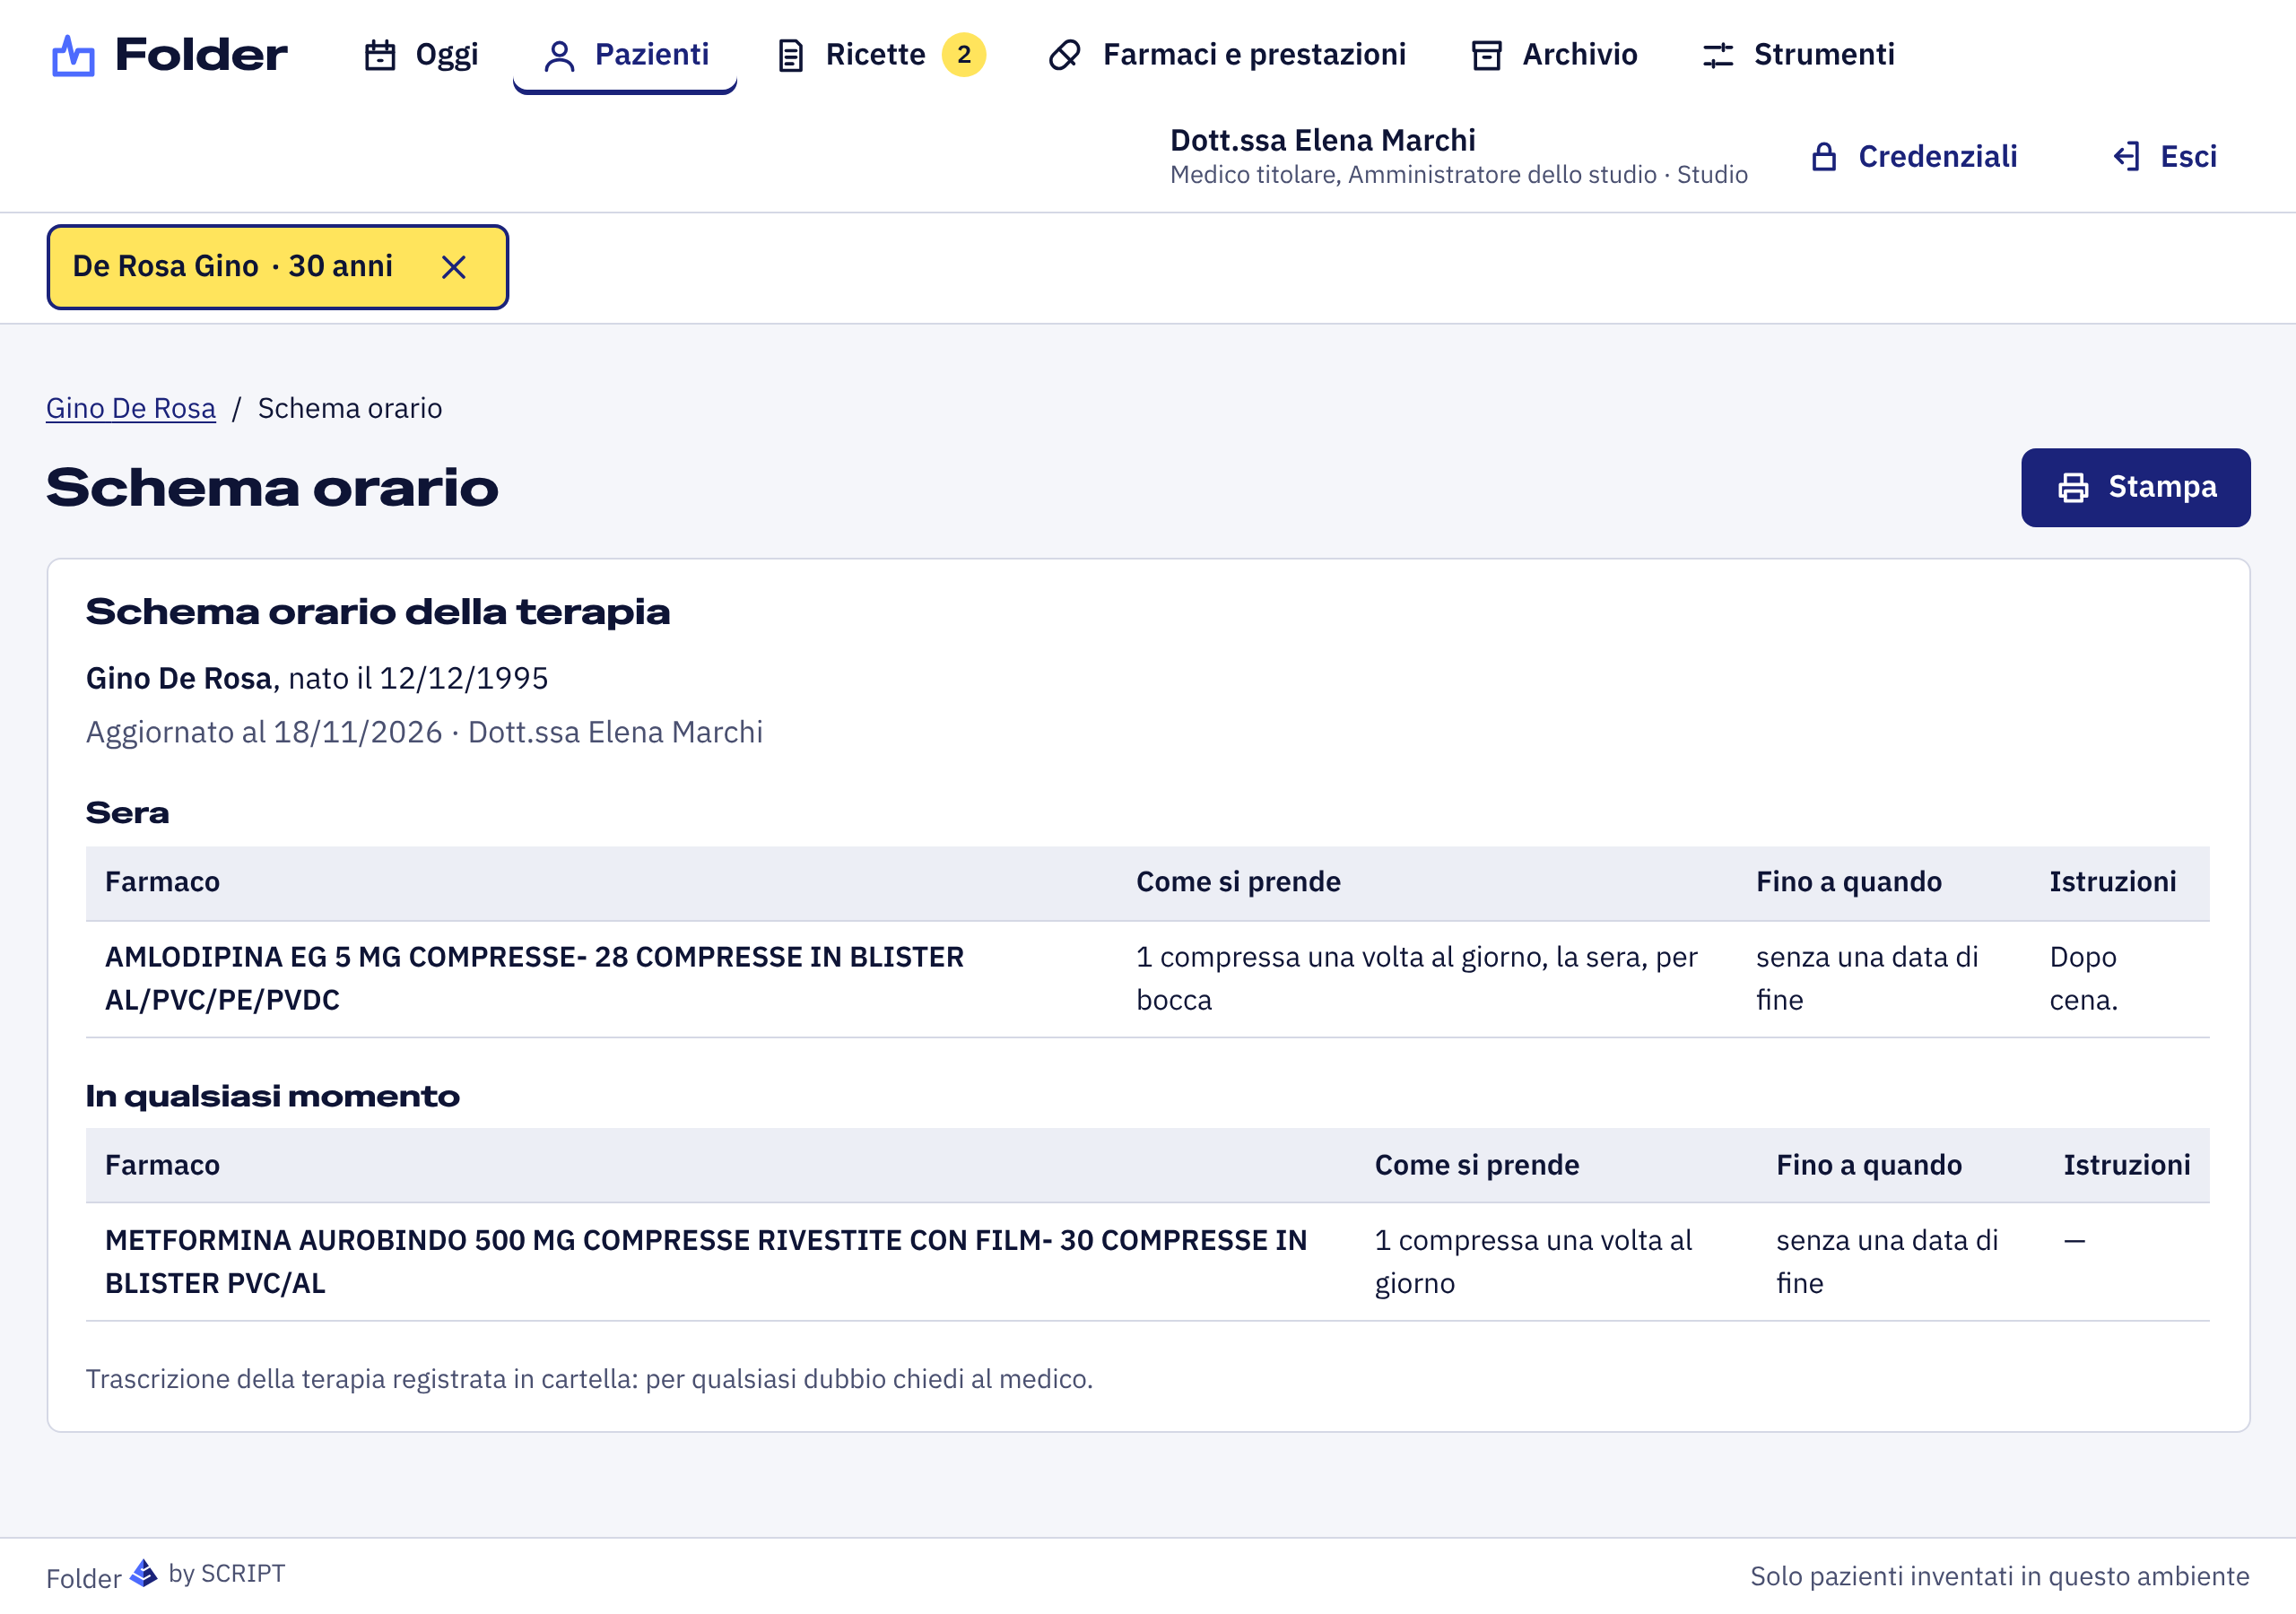 Folder
Oggi
Pazienti
Ricette 2
Farmaci e prestazioni
Archivio
Strumenti
Dott.ssa Elena Marchi
Medico titolare, Amministratore dello studio · Studio
Credenziali
Esci
De Rosa Gino · 30 anni
Gino De Rosa / Schema orario
Schema orario
Stampa
Schema orario della terapia
Gino De Rosa, nato il 12/12/1995
Aggiornato al 18/11/2026 · Dott.ssa Elena Marchi
Sera
Farmaco Come si prende Fino a quando Istruzioni
AMLODIPINA EG 5 MG COMPRESSE- 28 COMPRESSE IN BLISTER
AL/PVC/PE/PVDC
1 compressa una volta al giorno, la sera, per
bocca
senza una data di
fine
Dopo
cena.
In qualsiasi momento
Farmaco Come si prende Fino a quando Istruzioni
METFORMINA AUROBINDO 500 MG COMPRESSE RIVESTITE CON FILM- 30 COMPRESSE IN
BLISTER PVC/AL
1 compressa una volta al
giorno
senza una data di
fine
—
Trascrizione della terapia registrata in cartella: per qualsiasi dubbio chiedi al medico.
Folder by SCRIPT
Solo pazienti inventati in questo ambiente